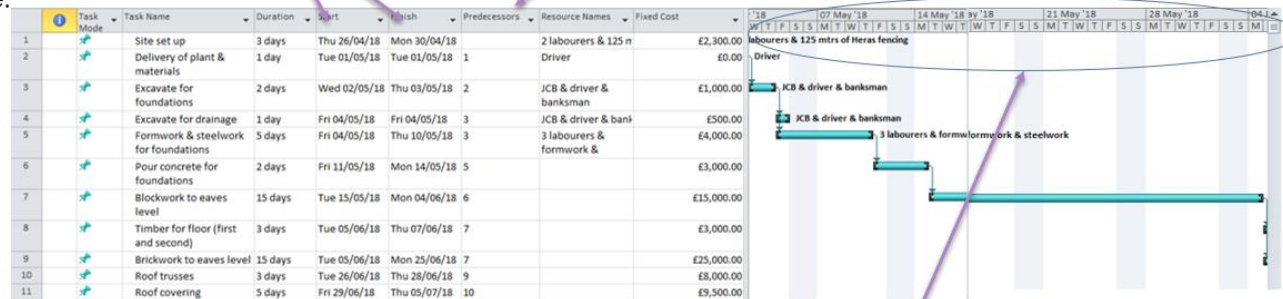 e.
Task Mode Task Name Duration Start Finish Predecessors Resource Names Fixed Cost '18 07 May '18 14 May '18 ay '18 21 May '18 28 May '18 04 J
W T F S S M T W T F S S M T W T W T F S S M T W T F S S M T W T F S S M
1 Site set up 3 days Thu 26/04/18 Mon 30/04/18 2 labourers & 125 m £2,300.00 labourers & 125 mtrs of Heras fencing
2 Delivery of plant & materials 1 day Tue 01/05/18 Tue 01/05/18 1 Driver £0.00 Driver
3 Excavate for foundations 2 days Wed 02/05/18 Thu 03/05/18 2 JCB & driver & banksman £1,000.00 JCB & driver & banksman
4 Excavate for drainage 1 day Fri 04/05/18 Fri 04/05/18 3 JCB & driver & bank £500.00 JCB & driver & banksman
5 Formwork & steelwork for foundations 5 days Fri 04/05/18 Thu 10/05/18 3 3 labourers & formwork & £4,000.00 3 labourers & formwlormwork & steelwork
6 Pour concrete for foundations 2 days Fri 11/05/18 Mon 14/05/18 5 £3,000.00
7 Blockwork to eaves level 15 days Tue 15/05/18 Mon 04/06/18 6 £15,000.00
8 Timber for floor (first and second) 3 days Tue 05/06/18 Thu 07/06/18 7 £3,000.00
9 Brickwork to eaves level 15 days Tue 05/06/18 Mon 25/06/18 7 £25,000.00
10 Roof trusses 3 days Tue 26/06/18 Thu 28/06/18 9 £8,000.00
11 Roof covering 5 days Fri 29/06/18 Thu 05/07/18 10 £9,500.00